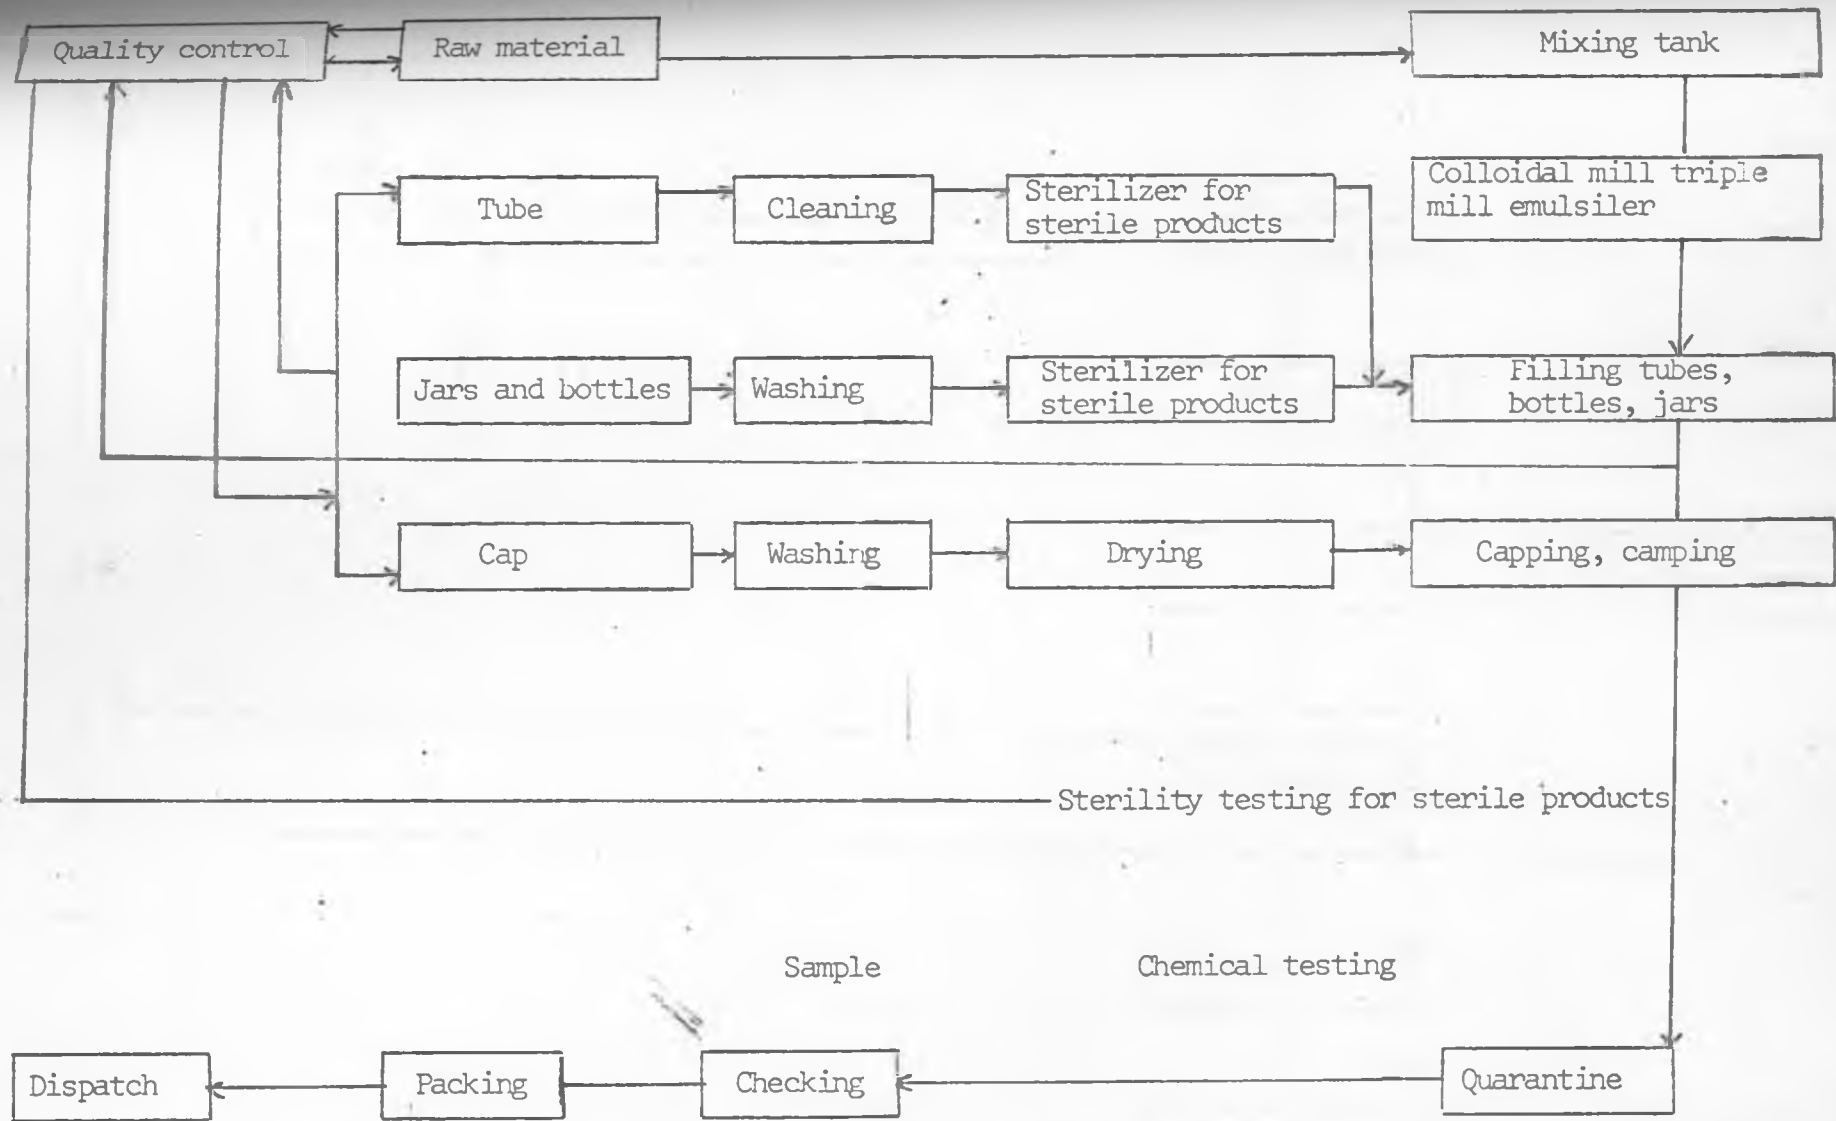 Quality control
Raw material
Mixing tank
Tube
Cleaning
Sterilizer for
sterile products
Colloidal mill triple
mill emulsiler
Jars and bottles
Washing
Sterilizer for
sterile products
Filling tubes,
bottles, jars
Cap
Washing
Drying
Capping, camping
Sterility testing for sterile products
Sample
Chemical testing
Dispatch
Packing
Checking
Quarantine